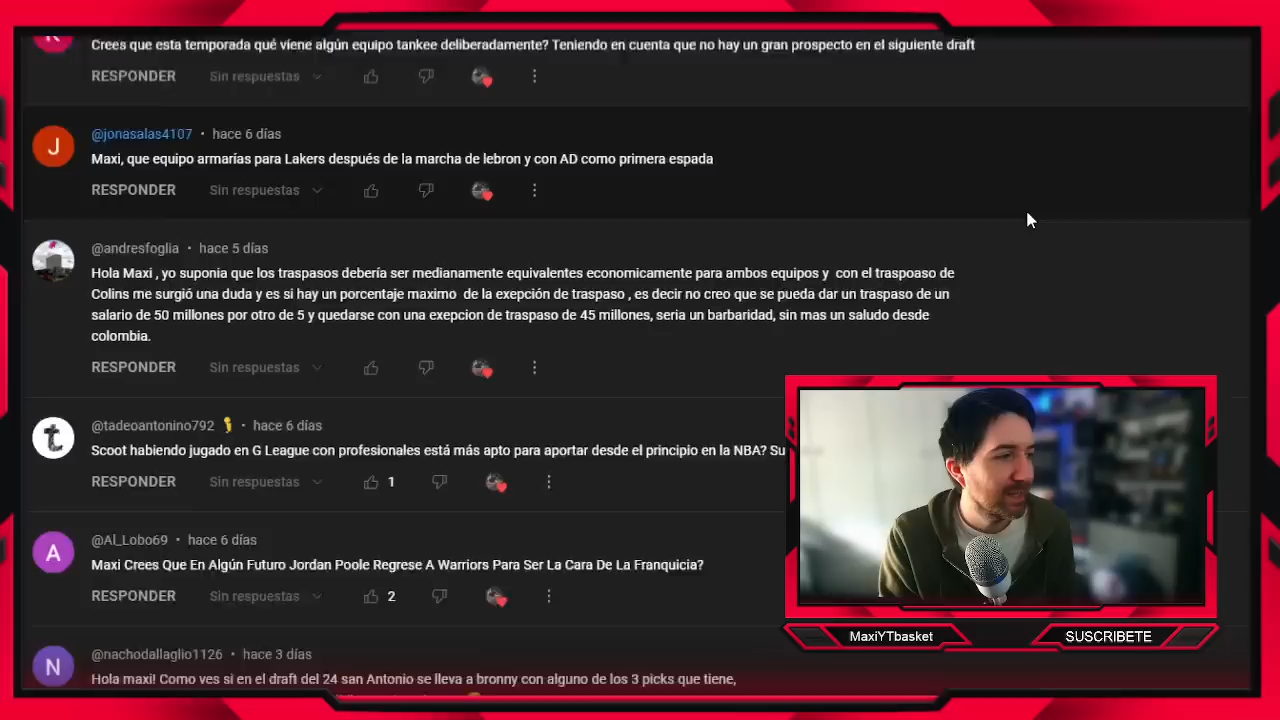 Crees que esta temporada qué viene algún equipo tankee deliberadamente? Teniendo en cuenta que no hay un gran prospecto en el siguiente draft
RESPONDER Sin respuestas
J
@jonasalas4107 • hace 6 días
Maxi, que equipo armarías para Lakers después de la marcha de lebron y con AD como primera espada
RESPONDER Sin respuestas
@andresfoglia • hace 5 días
Hola Maxi , yo suponia que los traspasos debería ser medianamente equivalentes economicamente para ambos equipos y con el traspoaso de
Colins me surgió una duda y es si hay un porcentaje maximo de la exepción de traspaso , es decir no creo que se pueda dar un traspaso de un
salario de 50 millones por otro de 5 y quedarse con una exepcion de traspaso de 45 millones, seria un barbaridad, sin mas un saludo desde
colombia.
RESPONDER Sin respuestas
t
@tadeoantonino792 • hace 6 días
Scoot habiendo jugado en G League con profesionales está más apto para aportar desde el principio en la NBA? Su
RESPONDER Sin respuestas 1
A
@Al_Lobo69 • hace 6 días
Maxi Crees Que En Algún Futuro Jordan Poole Regrese A Warriors Para Ser La Cara De La Franquicia?
RESPONDER Sin respuestas 2
MaxiYTbasket SUSCRIBETE
N
@nachodallaglio1126 • hace 3 días
Hola maxi! Como ves si en el draft del 24 san Antonio se lleva a bronny con alguno de los 3 picks que tiene,